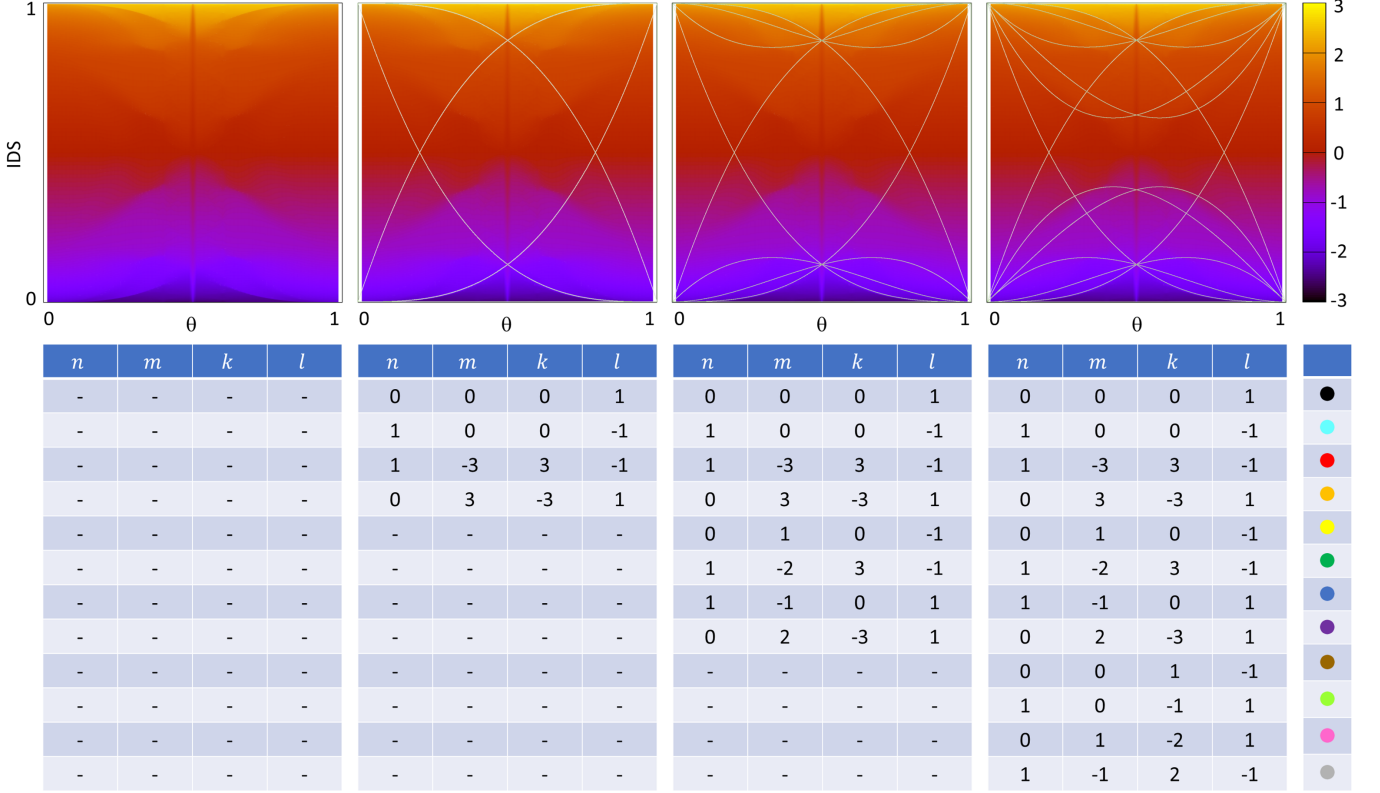 1
3
2
1
IDS
0
-1
-2
0
-3
0 θ 1
0 θ 1
0 θ 1
0 θ 1
n m k l n m k l n m k l n m k l
- - - - 0 0 0 1 0 0 0 1 0 0 0 1
- - - - 1 0 0 -1 1 0 0 -1 1 0 0 -1
- - - - 1 -3 3 -1 1 -3 3 -1 1 -3 3 -1
- - - - 0 3 -3 1 0 3 -3 1 0 3 -3 1
- - - - - - - - 0 1 0 -1 0 1 0 -1
- - - - - - - - 1 -2 3 -1 1 -2 3 -1
- - - - - - - - 1 -1 0 1 1 -1 0 1
- - - - - - - - 0 2 -3 1 0 2 -3 1
- - - - - - - - - - - - 0 0 1 -1
- - - - - - - - - - - - 1 0 -1 1
- - - - - - - - - - - - 0 1 -2 1
- - - - - - - - - - - - 1 -1 2 -1